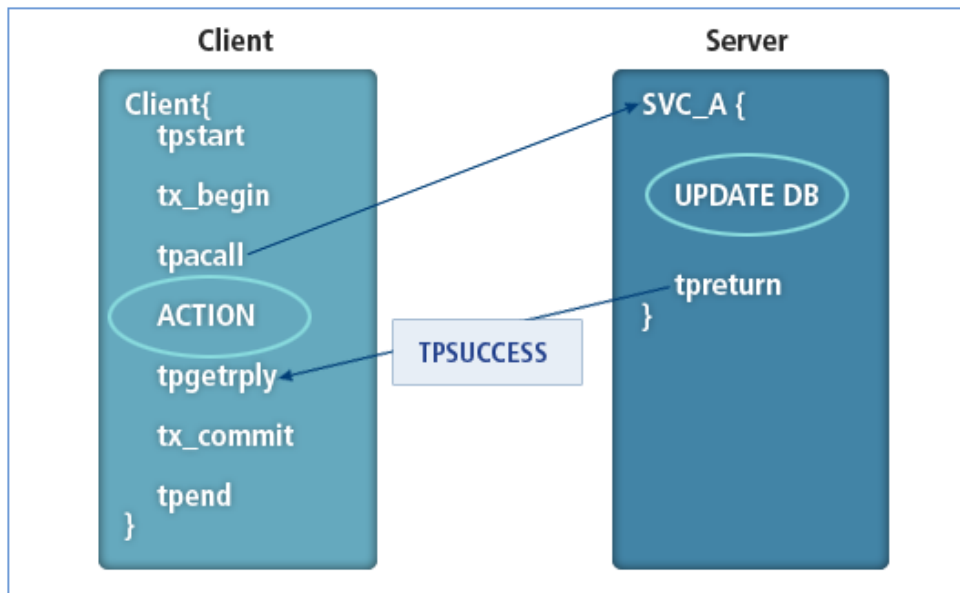 Client
Server
Client{
tpstart
tx_begin
tpacall
ACTION
tpgetrply
tx_commit
tpend
}
SVC_A {
UPDATE DB
tpreturn
}
TPSUCCESS